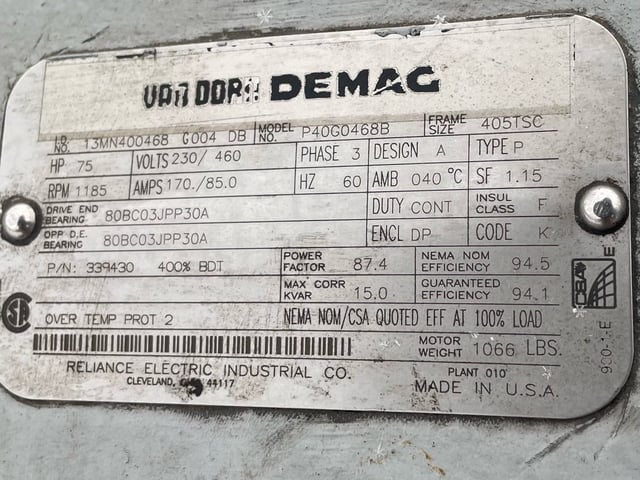 VAN DORN DEMAG
I.D. NO. 13MN400468 G004 DB MODEL NO. P40G0468B FRAME SIZE 405TSC
HP 75 VOLTS 230/ 460 PHASE 3 DESIGN A TYPE P
RPM 1185 AMPS 170./85.0 HZ 60 AMB 040 °C SF 1.15
DRIVE END BEARING 80BC03JPP30A DUTY CONT INSUL CLASS F
OPP D.E. BEARING 80BC03JPP30A ENCL DP CODE K
P/N: 339430 400% BDT POWER FACTOR 87.4 NEMA NOM EFFICIENCY 94.5
MAX CORR KVAR 15.0 GUARANTEED EFFICIENCY 94.1
OVER TEMP PROT 2 NEMA NOM/CSA QUOTED EFF AT 100% LOAD
MOTOR WEIGHT 1066 LBS.
RELIANCE ELECTRIC INDUSTRIAL CO. PLANT 010
CLEVELAND, OHIO 44117 MADE IN U.S.A.